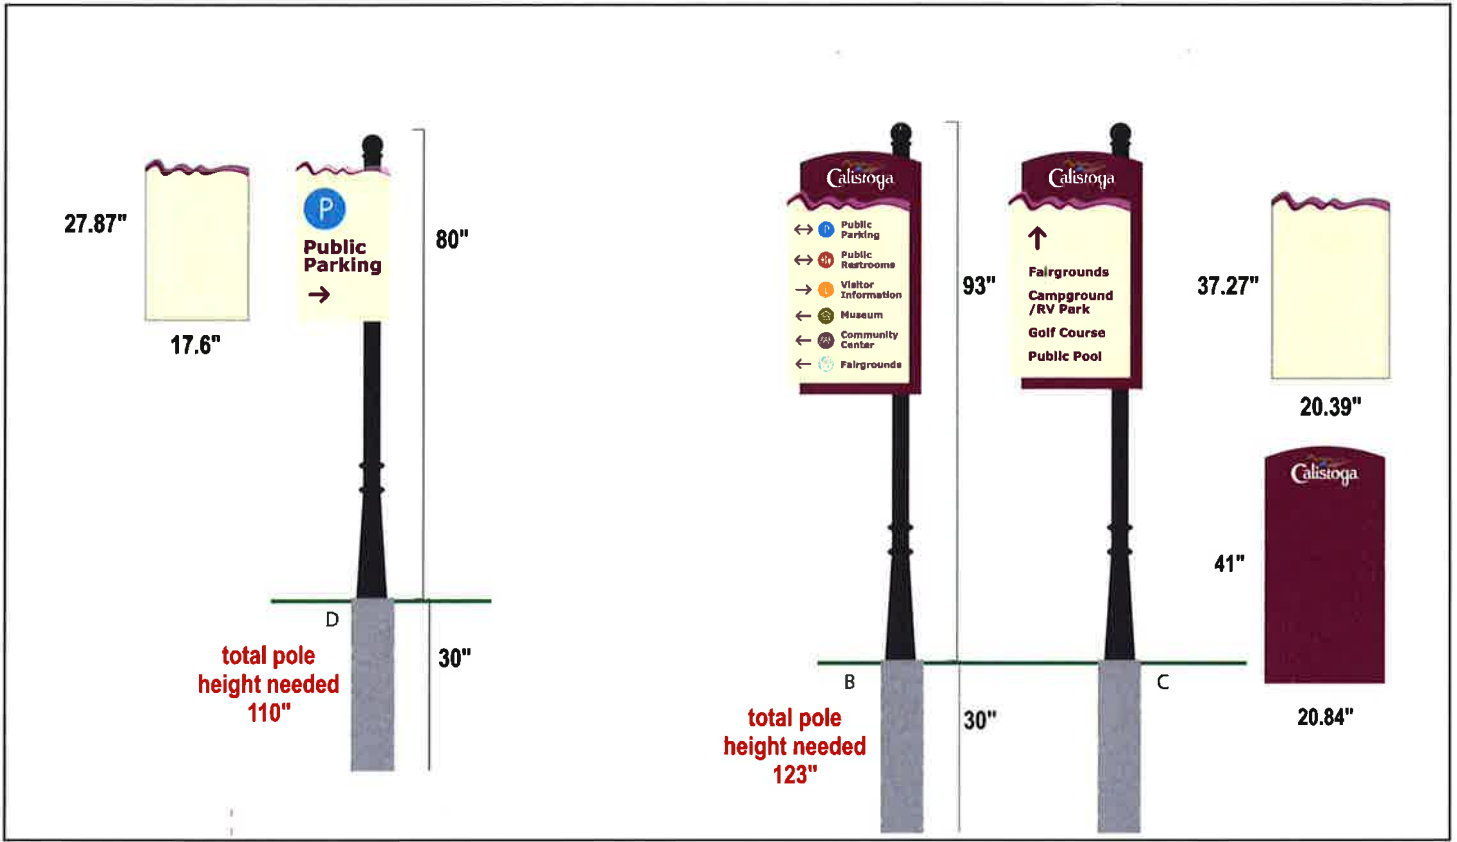 27.87"
17.6"
P
Public
Parking
→
80"
D
total pole
height needed
110"
30"
Calistoga
↔ P Public
Parking
↔ Public
Restrooms
→ i Visitor
Information
← Museum
← Community
Center
← Fairgrounds
93"
B
total pole
height needed
123"
30"
Calistoga
↑
Fairgrounds
Campground
/RV Park
Golf Course
Public Pool
C
37.27"
20.39"
Calistoga
41"
20.84"